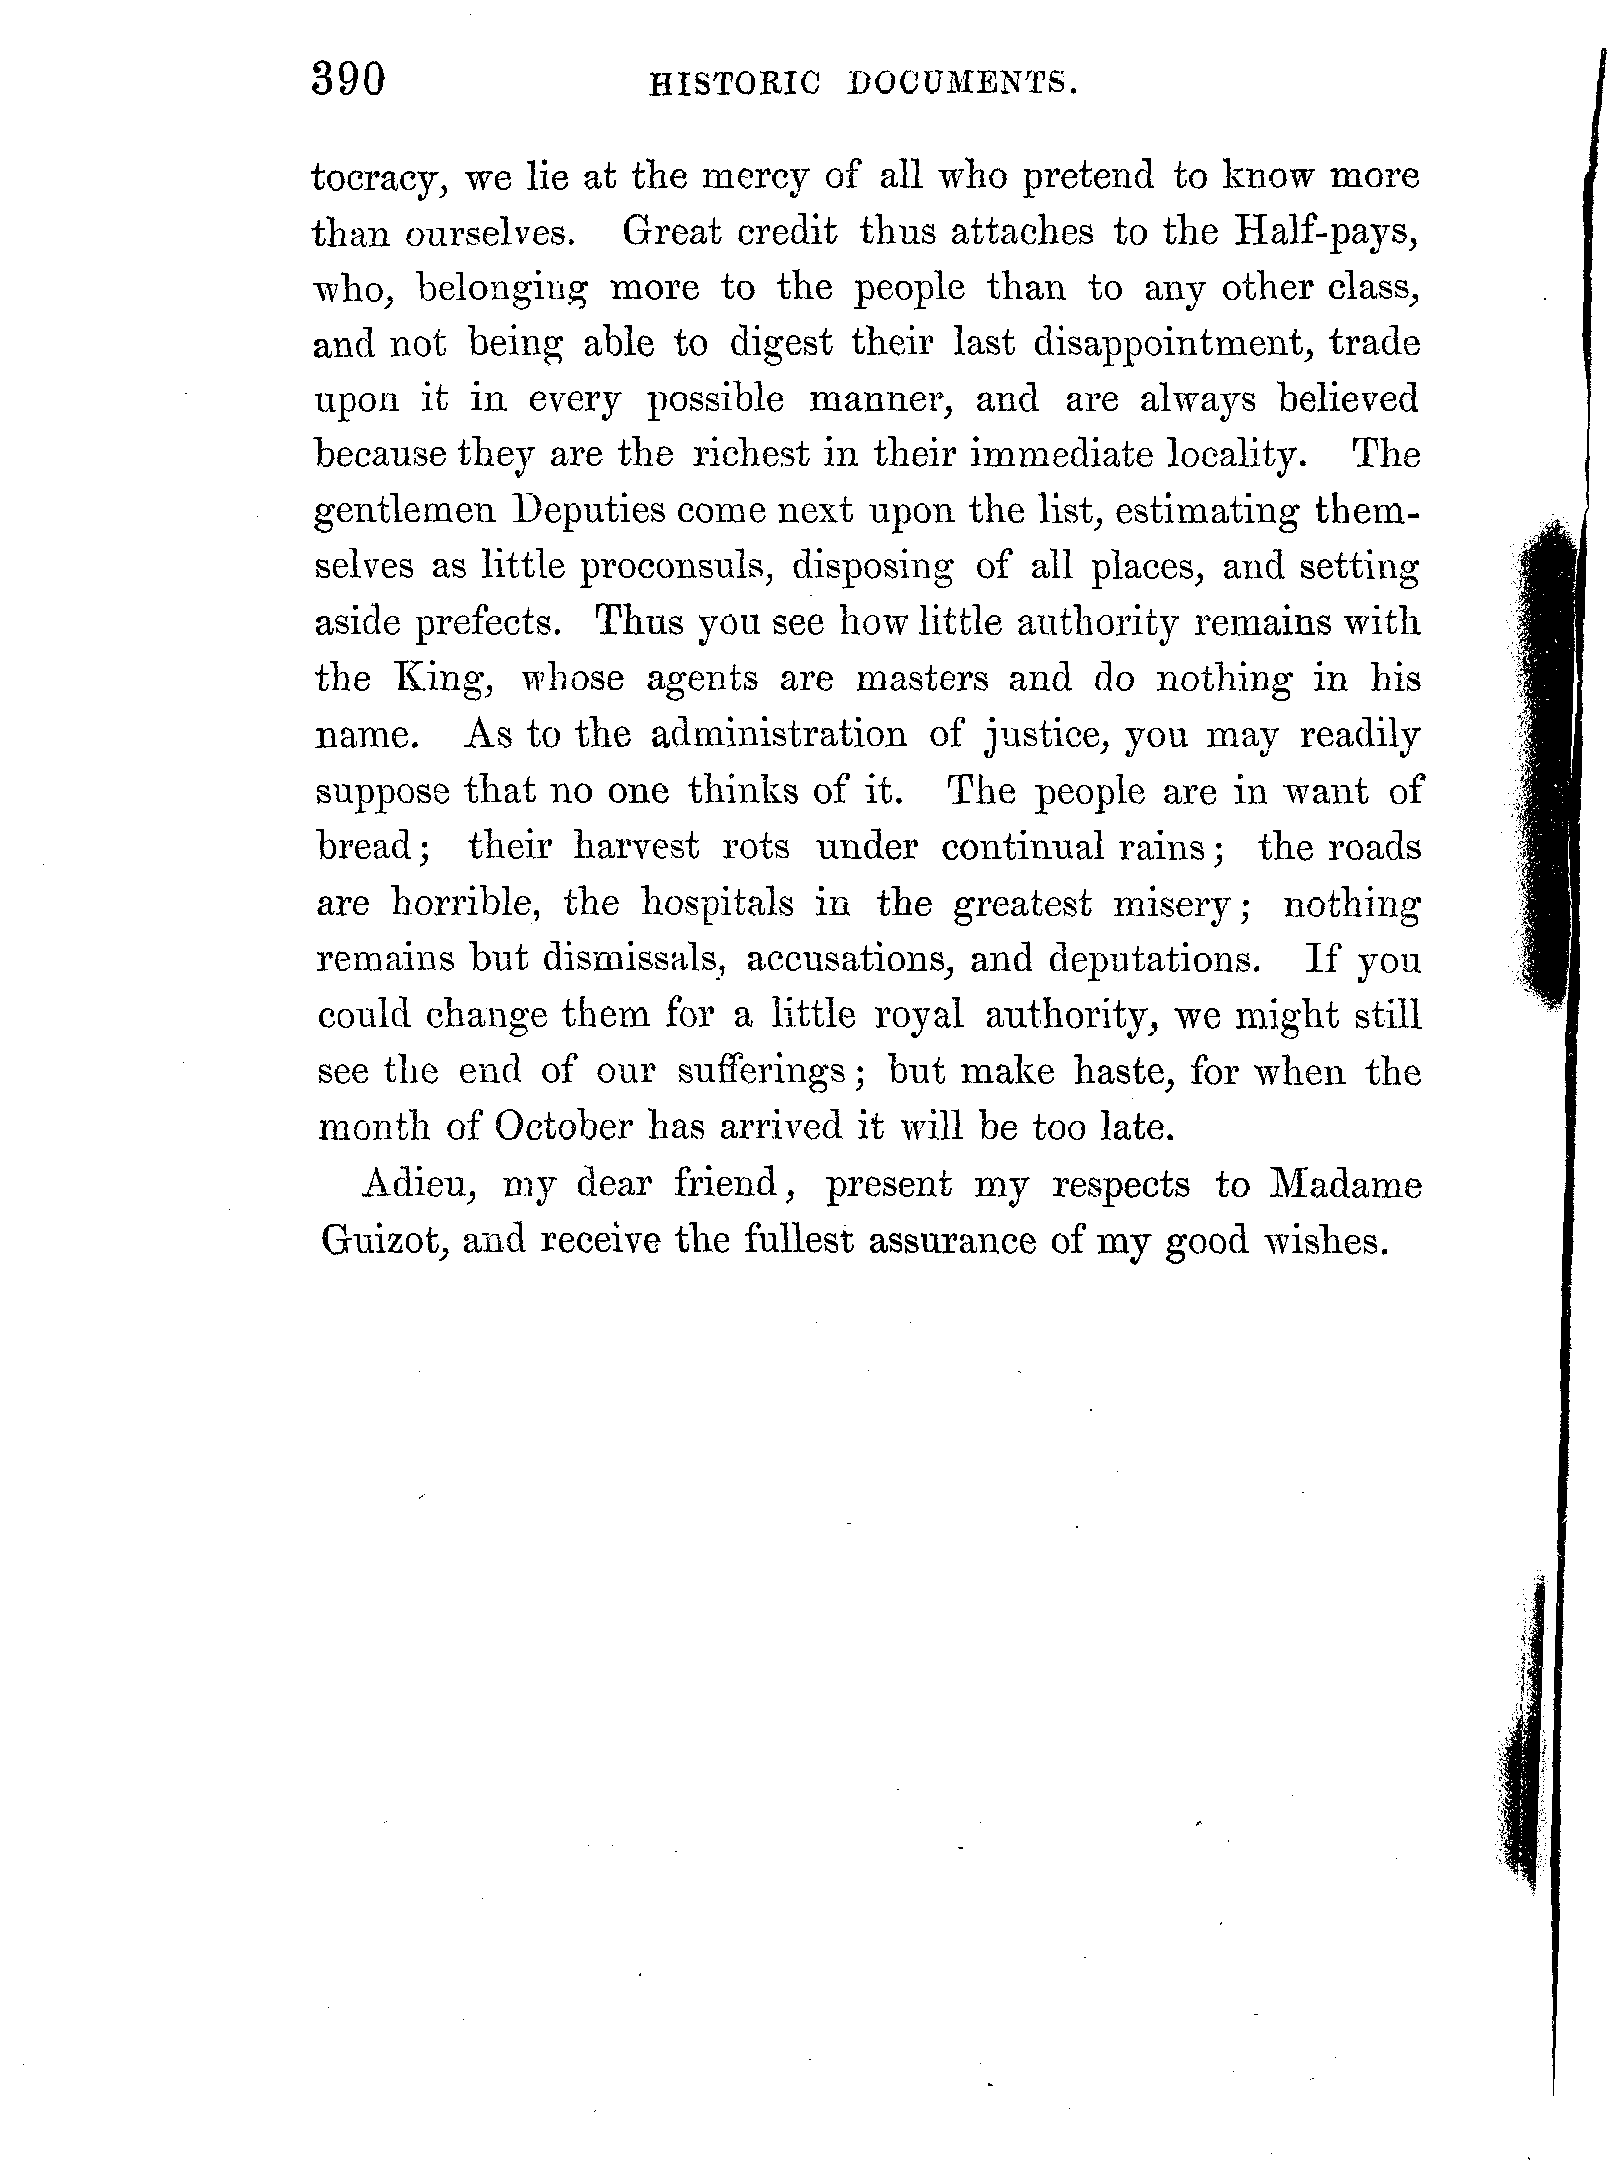 390 HISTORIC DOCUMENTS.
tocracy, we lie at the mercy of all who pretend to know more
than ourselves. Great credit thus attaches to the Half-pays,
who, belonging more to the people than to any other class,
and not being able to digest their last disappointment, trade
upon it in every possible manner, and are always believed
because they are the richest in their immediate locality. The
gentlemen Deputies come next upon the list, estimating them-
selves as little proconsuls, disposing of all places, and setting
aside prefects. Thus you see how little authority remains with
the King, whose agents are masters and do nothing in his
name. As to the administration of justice, you may readily
suppose that no one thinks of it. The people are in want of
bread; their harvest rots under continual rains; the roads
are horrible, the hospitals in the greatest misery; nothing
remains but dismissals, accusations, and deputations. If you
could change them for a little royal authority, we might still
see the end of our sufferings; but make haste, for when the
month of October has arrived it will be too late.
Adieu, my dear friend, present my respects to Madame
Guizot, and receive the fullest assurance of my good wishes.